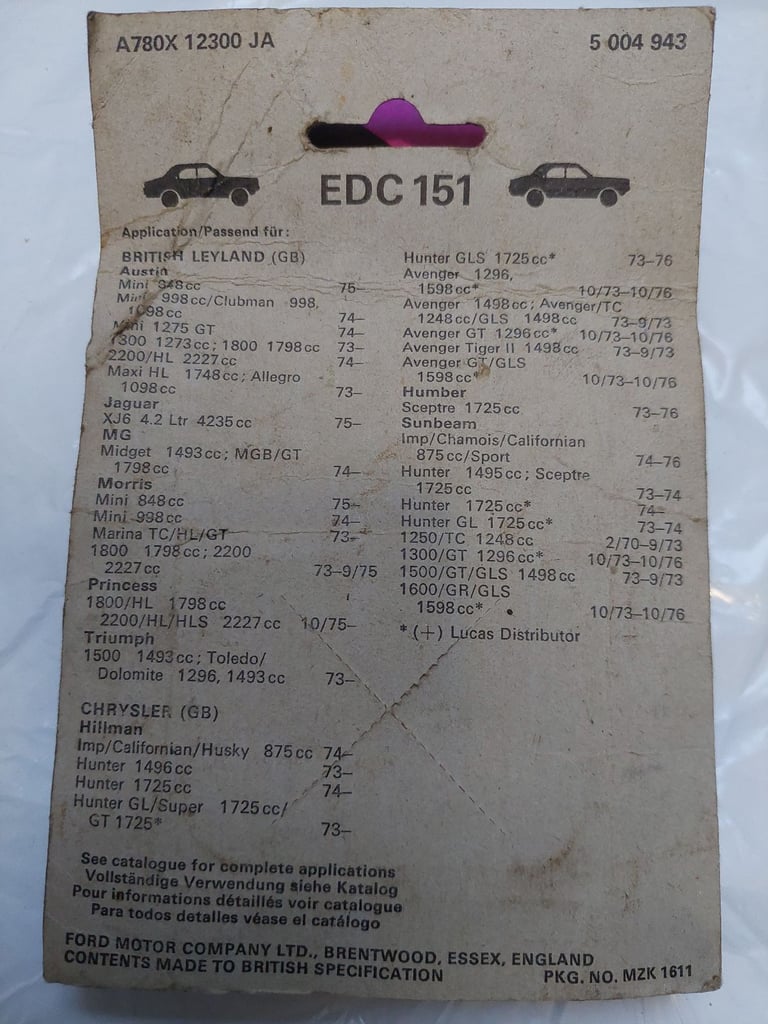 A780X 12300 JA 5 004 943
EDC 151
Application/Passend für:
BRITISH LEYLAND (GB)
Austin
Mini 848cc 75–
Mini 998cc/Clubman 998,
1098cc 74–
Mini 1275 GT 74–
1300 1273cc; 1800 1798cc 73–
2200/HL 2227cc 74–
Maxi HL 1748cc; Allegro
1098cc 73–
Jaguar
XJ6 4.2 Ltr 4235cc 75–
MG
Midget 1493cc; MGB/GT
1798cc 74–
Morris
Mini 848cc 75–
Mini 998cc 74–
Marina TC/HL/GT 73–
1800 1798cc; 2200
2227cc 73–9/75
Princess
1800/HL 1798cc
2200/HL/HLS 2227cc 10/75–
Triumph
1500 1493cc; Toledo/
Dolomite 1296, 1493cc 73–
CHRYSLER (GB)
Hillman
Imp/Californian/Husky 875cc 74–
Hunter 1496cc 73–
Hunter 1725cc 74–
Hunter GL/Super 1725cc/
GT 1725* 73–
Hunter GLS 1725cc* 73–76
Avenger 1296,
1598cc* 10/73–10/76
Avenger 1498cc; Avenger/TC
1248cc/GLS 1498cc 73–9/73
Avenger GT 1296cc* 10/73–10/76
Avenger Tiger II 1498cc 73–9/73
Avenger GT/GLS
1598cc* 10/73–10/76
Humber
Sceptre 1725cc 73–76
Sunbeam
Imp/Chamois/Californian
875cc/Sport 74–76
Hunter 1495cc; Sceptre
1725cc 73–74
Hunter 1725cc* 74–
Hunter GL 1725cc* 73–74
1250/TC 1248cc 2/70–9/73
1300/GT 1296cc* 10/73–10/76
1500/GT/GLS 1498cc 73–9/73
1600/GR/GLS
1598cc* 10/73–10/76
*(+) Lucas Distributor
See catalogue for complete applications
Vollständige Verwendung siehe Katalog
Pour informations détaillés voir catalogue
Para todos detalles véase el catálogo
FORD MOTOR COMPANY LTD., BRENTWOOD, ESSEX, ENGLAND
CONTENTS MADE TO BRITISH SPECIFICATION PKG. NO. MZK 1611